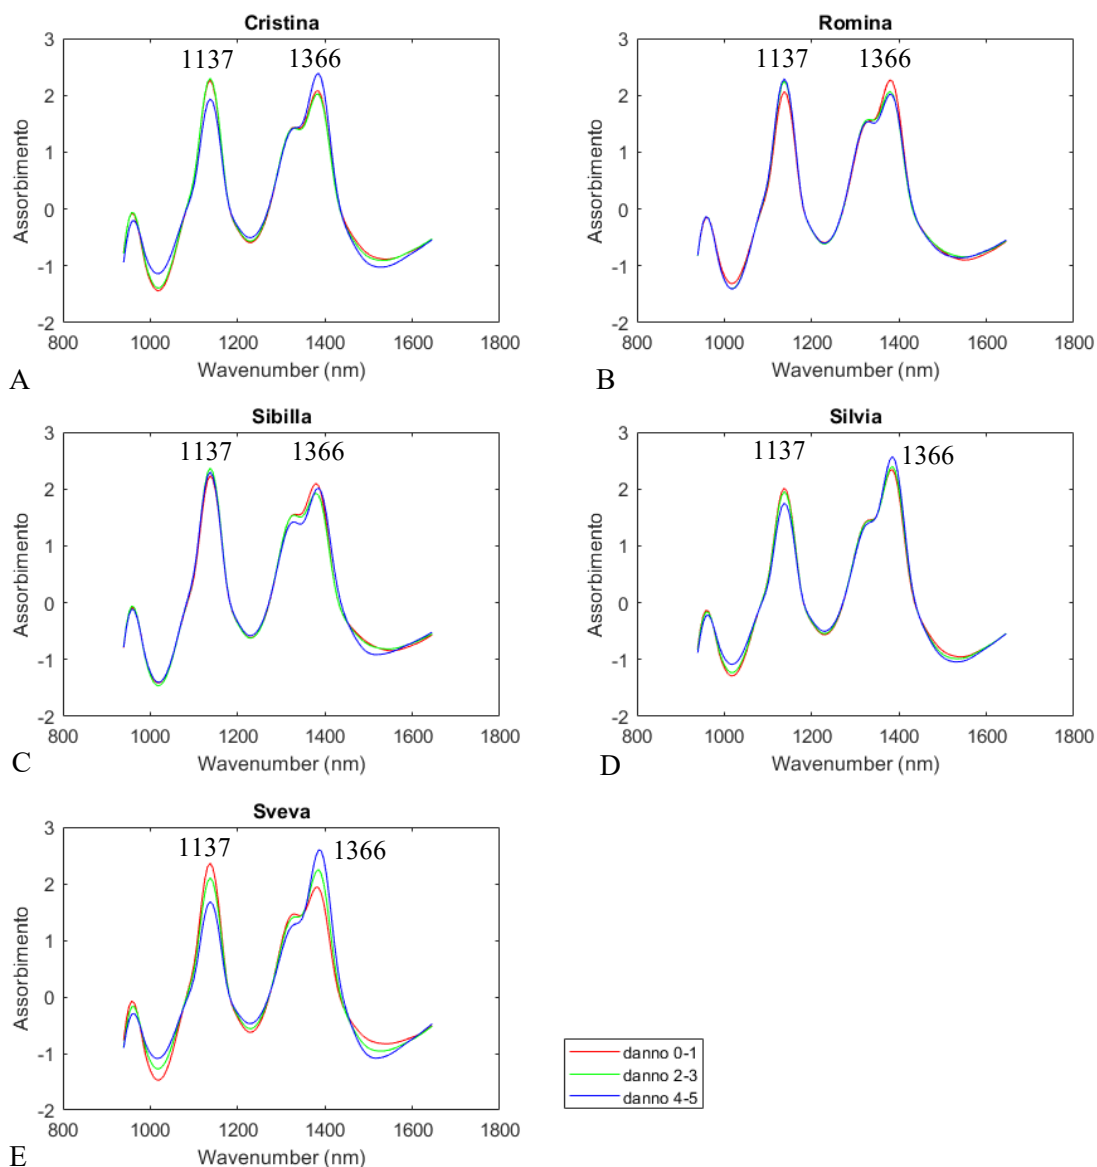 Cristina
1137
1366
3
2
1
0
-1
-2
Assorbimento
800 1000 1200 1400 1600 1800
Wavenumber (nm)
A
Romina
1137
1366
3
2
1
0
-1
-2
Assorbimento
800 1000 1200 1400 1600 1800
Wavenumber (nm)
B
Sibilla
1137
1366
3
2
1
0
-1
-2
Assorbimento
800 1000 1200 1400 1600 1800
Wavenumber (nm)
C
Silvia
1137
1366
3
2
1
0
-1
-2
Assorbimento
800 1000 1200 1400 1600 1800
Wavenumber (nm)
D
Sveva
1137
1366
3
2
1
0
-1
-2
Assorbimento
800 1000 1200 1400 1600 1800
Wavenumber (nm)
E
danno 0-1
danno 2-3
danno 4-5